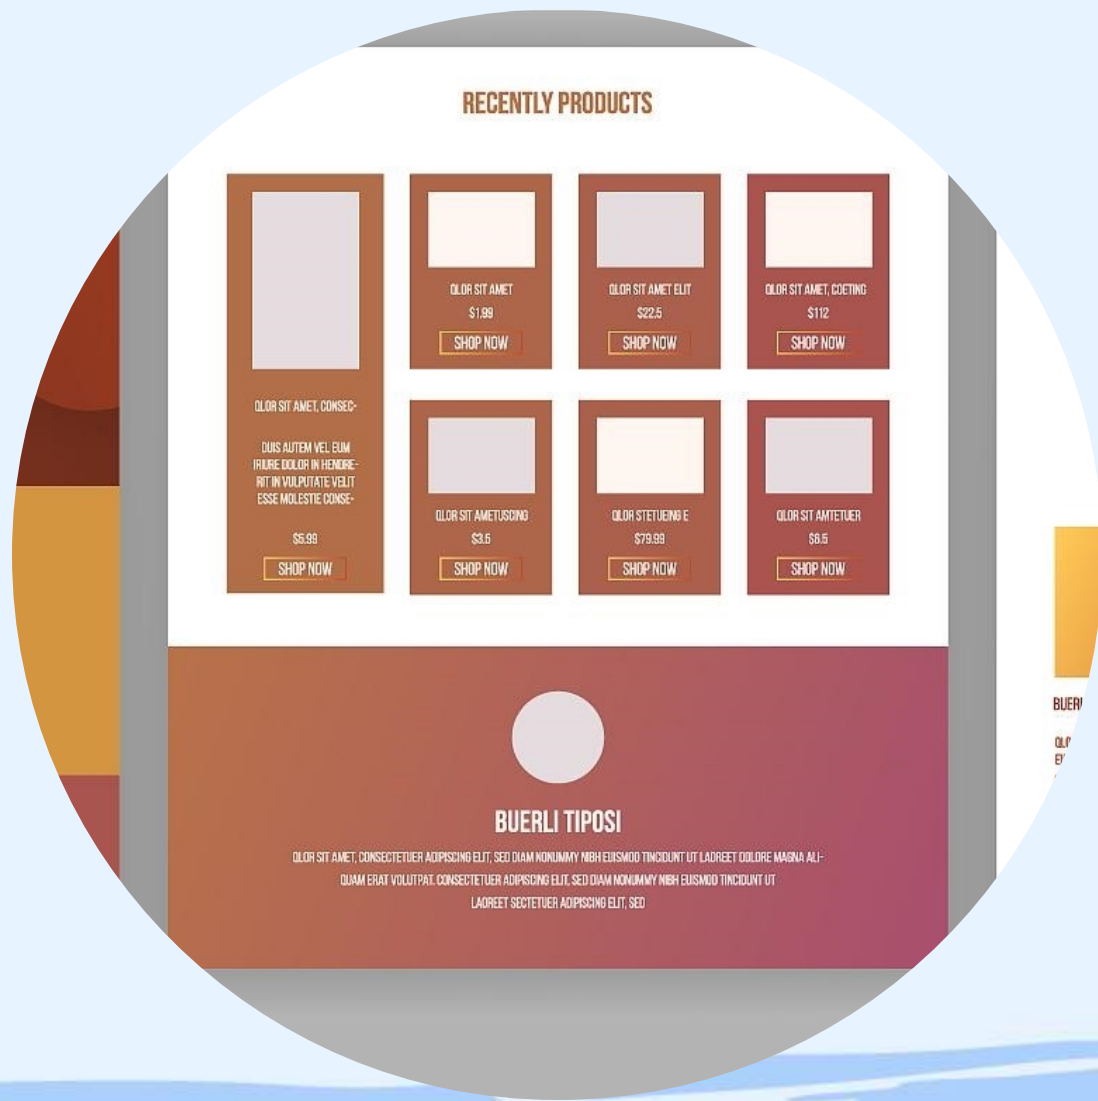 RECENTLY PRODUCTS
QLOR SIT AMET, CONSEC-
DUIS AUTEM VEL EUM
IRIURE DOLOR IN HENDRE-
RIT IN VULPUTATE VELIT
ESSE MOLESTIE CONSE-
$5.99
SHOP NOW
QLOR SIT AMET
$1.99
SHOP NOW
QLOR SIT AMET ELIT
$22.5
SHOP NOW
QLOR SIT AMET, COETING
$112
SHOP NOW
QLOR SIT AMETUSCING
$3.5
SHOP NOW
QLOR STETUEING E
$79.99
SHOP NOW
QLOR SIT AMTETUER
$6.5
SHOP NOW
BUERLI TIPOSI
QLOR SIT AMET, CONSECTETUER ADIPISCING ELIT, SED DIAM NONUMMY NIBH EUISMOD TINCIDUNT UT LAOREET DOLORE MAGNA ALI-
QUAM ERAT VOLUTPAT. CONSECTETUER ADIPISCING ELIT, SED DIAM NONUMMY NIBH EUISMOD TINCIDUNT UT
LAOREET SECTETUER ADIPISCING ELIT, SED